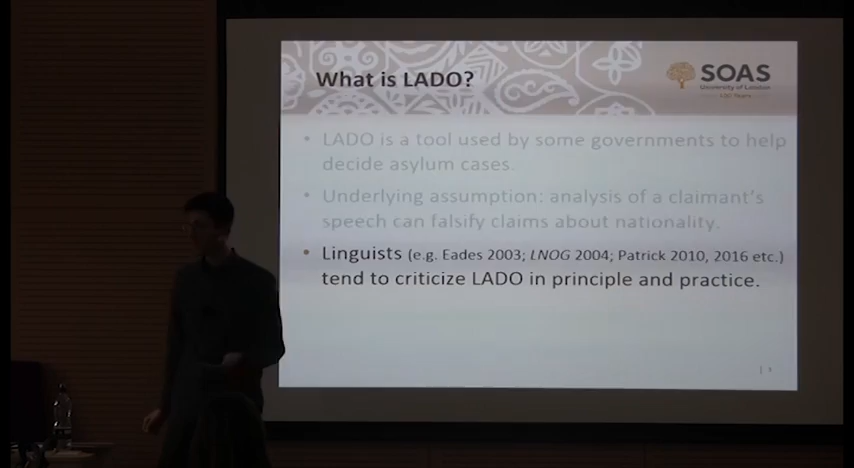 What is LADO?
SOAS
University of London
• LADO is a tool used by some governments to help
decide asylum cases.
• Underlying assumption: analysis of a claimant's
speech can falsify claims about nationality.
• Linguists (e.g. Eades 2003; LNOG 2004; Patrick 2010, 2016 etc.)
tend to criticize LADO in principle and practice.